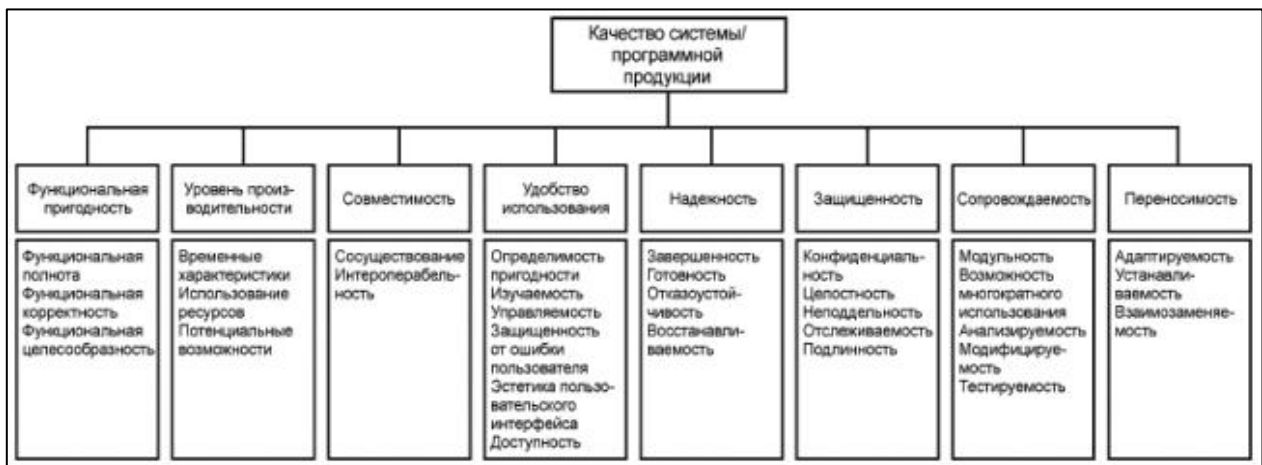 Качество системы/
программной
продукции
Функциональная
пригодность
Уровень произ-
водительности
Совместимость
Удобство
использования
Надежность
Защищенность
Сопровождаемость
Переносимость
Функциональная
полнота
Функциональная
корректность
Функциональная
целесообразность
Временные
характеристики
Использование
ресурсов
Потенциальные
возможности
Сосуществование
Интероперабель-
ность
Определимость
пригодности
Изучаемость
Управляемость
Защищенность
от ошибки
пользователя
Эстетика пользо-
вательского
интерфейса
Доступность
Завершенность
Готовность
Отказоустой-
чивость
Восстанавли-
ваемость
Конфиденциаль-
ность
Целостность
Неподдельность
Отслеживаемость
Подлинность
Модульность
Возможность
многократного
использования
Анализируемость
Модифицируе-
мость
Тестируемость
Адаптируемость
Устанавли-
ваемость
Взаимозаменяе-
мость